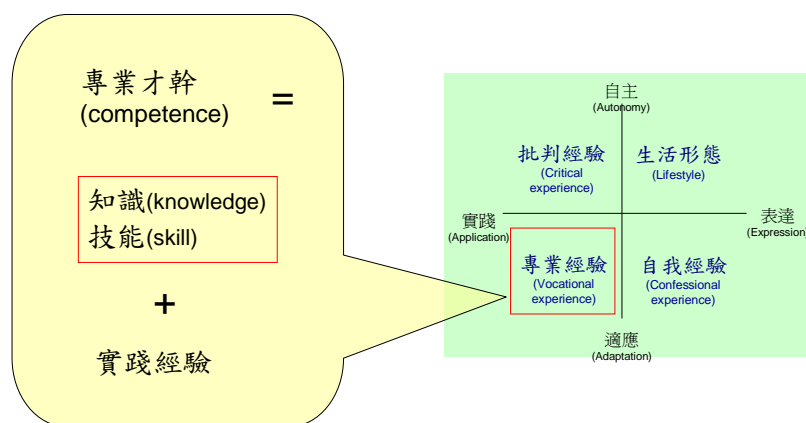 專業才幹 =
(competence)
知識(knowledge)
技能(skill)
+
實踐經驗
自主
(Autonomy)
批判經驗
(Critical
experience)
生活形態
(Lifestyle)
實踐
(Application)
表達
(Expression)
專業經驗
(Vocational
experience)
自我經驗
(Confessional
experience)
適應
(Adaptation)